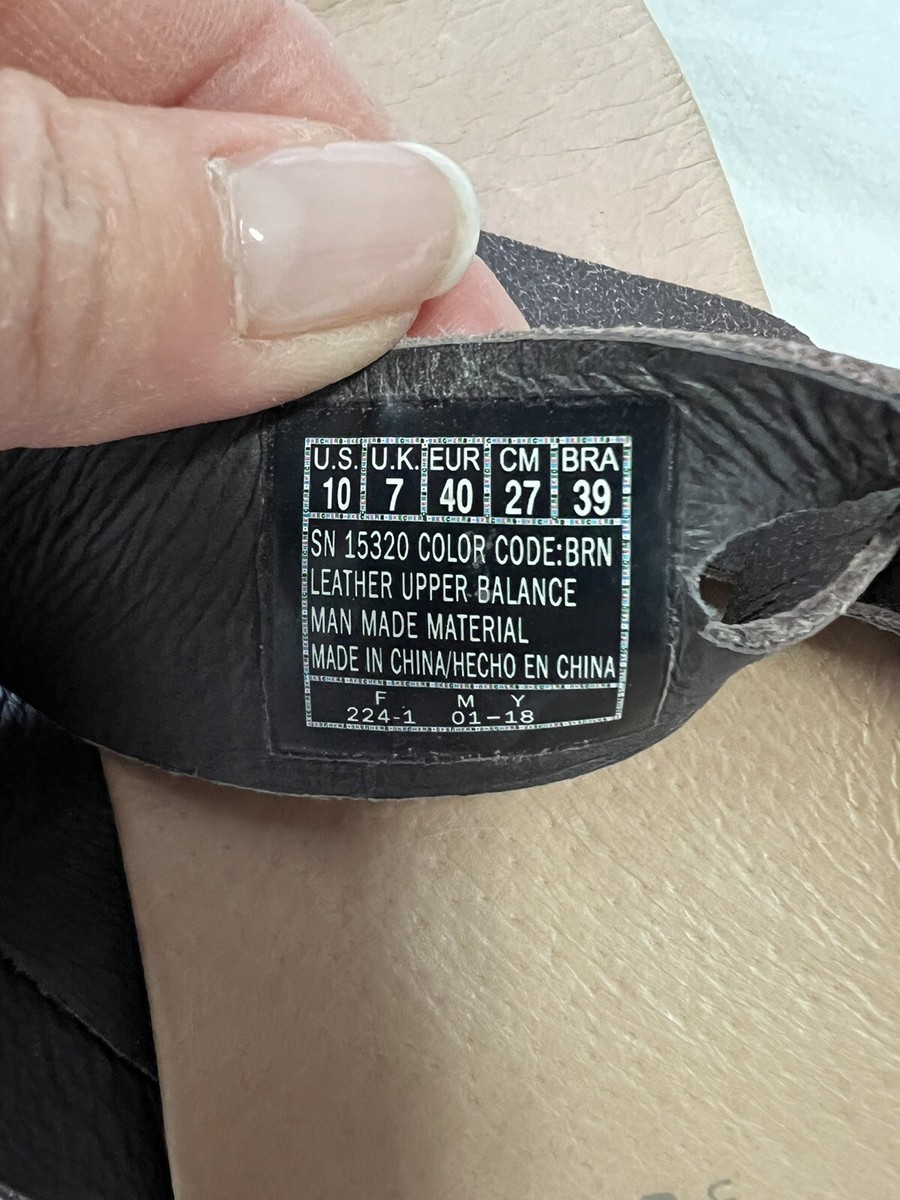 U.S. U.K. EUR CM BRA
10 7 40 27 39
SN 15320 COLOR CODE:BRN
LEATHER UPPER BALANCE
MAN MADE MATERIAL
MADE IN CHINA/HECHO EN CHINA
F M Y
224-1 01-18